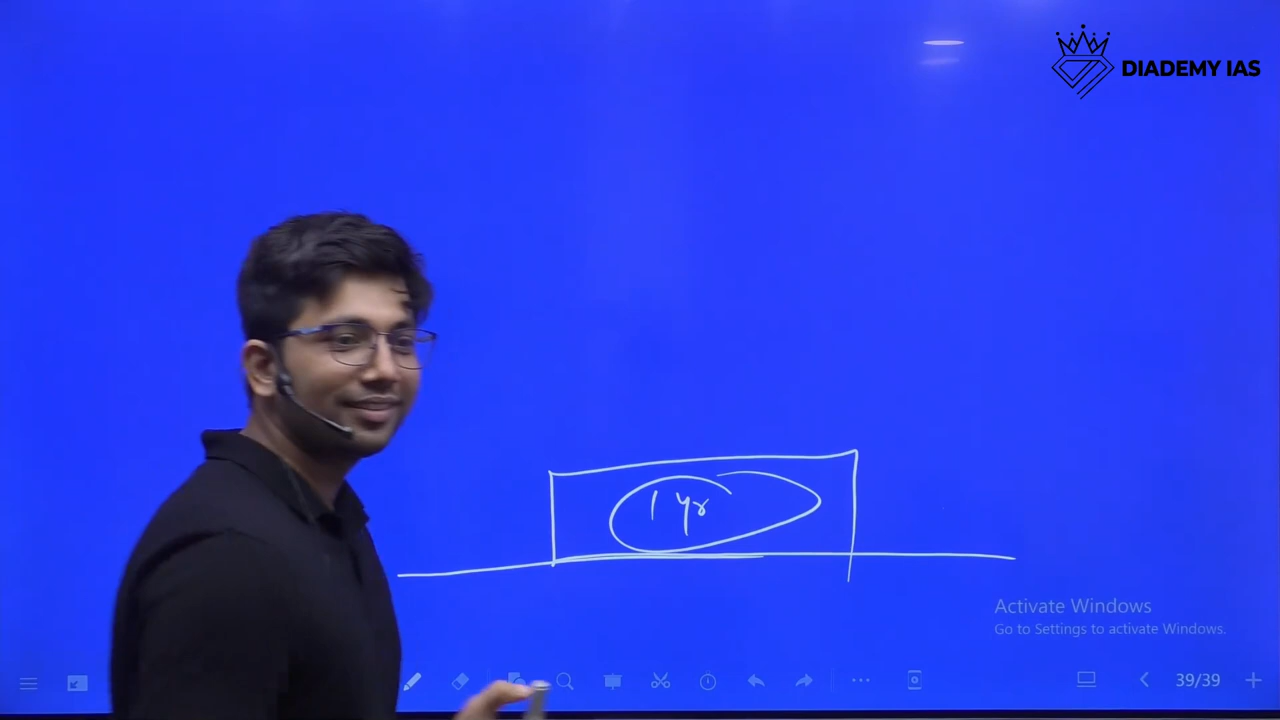 DIADEMY IAS
1 yr
Activate Windows
Go to Settings to activate Windows.
39/39